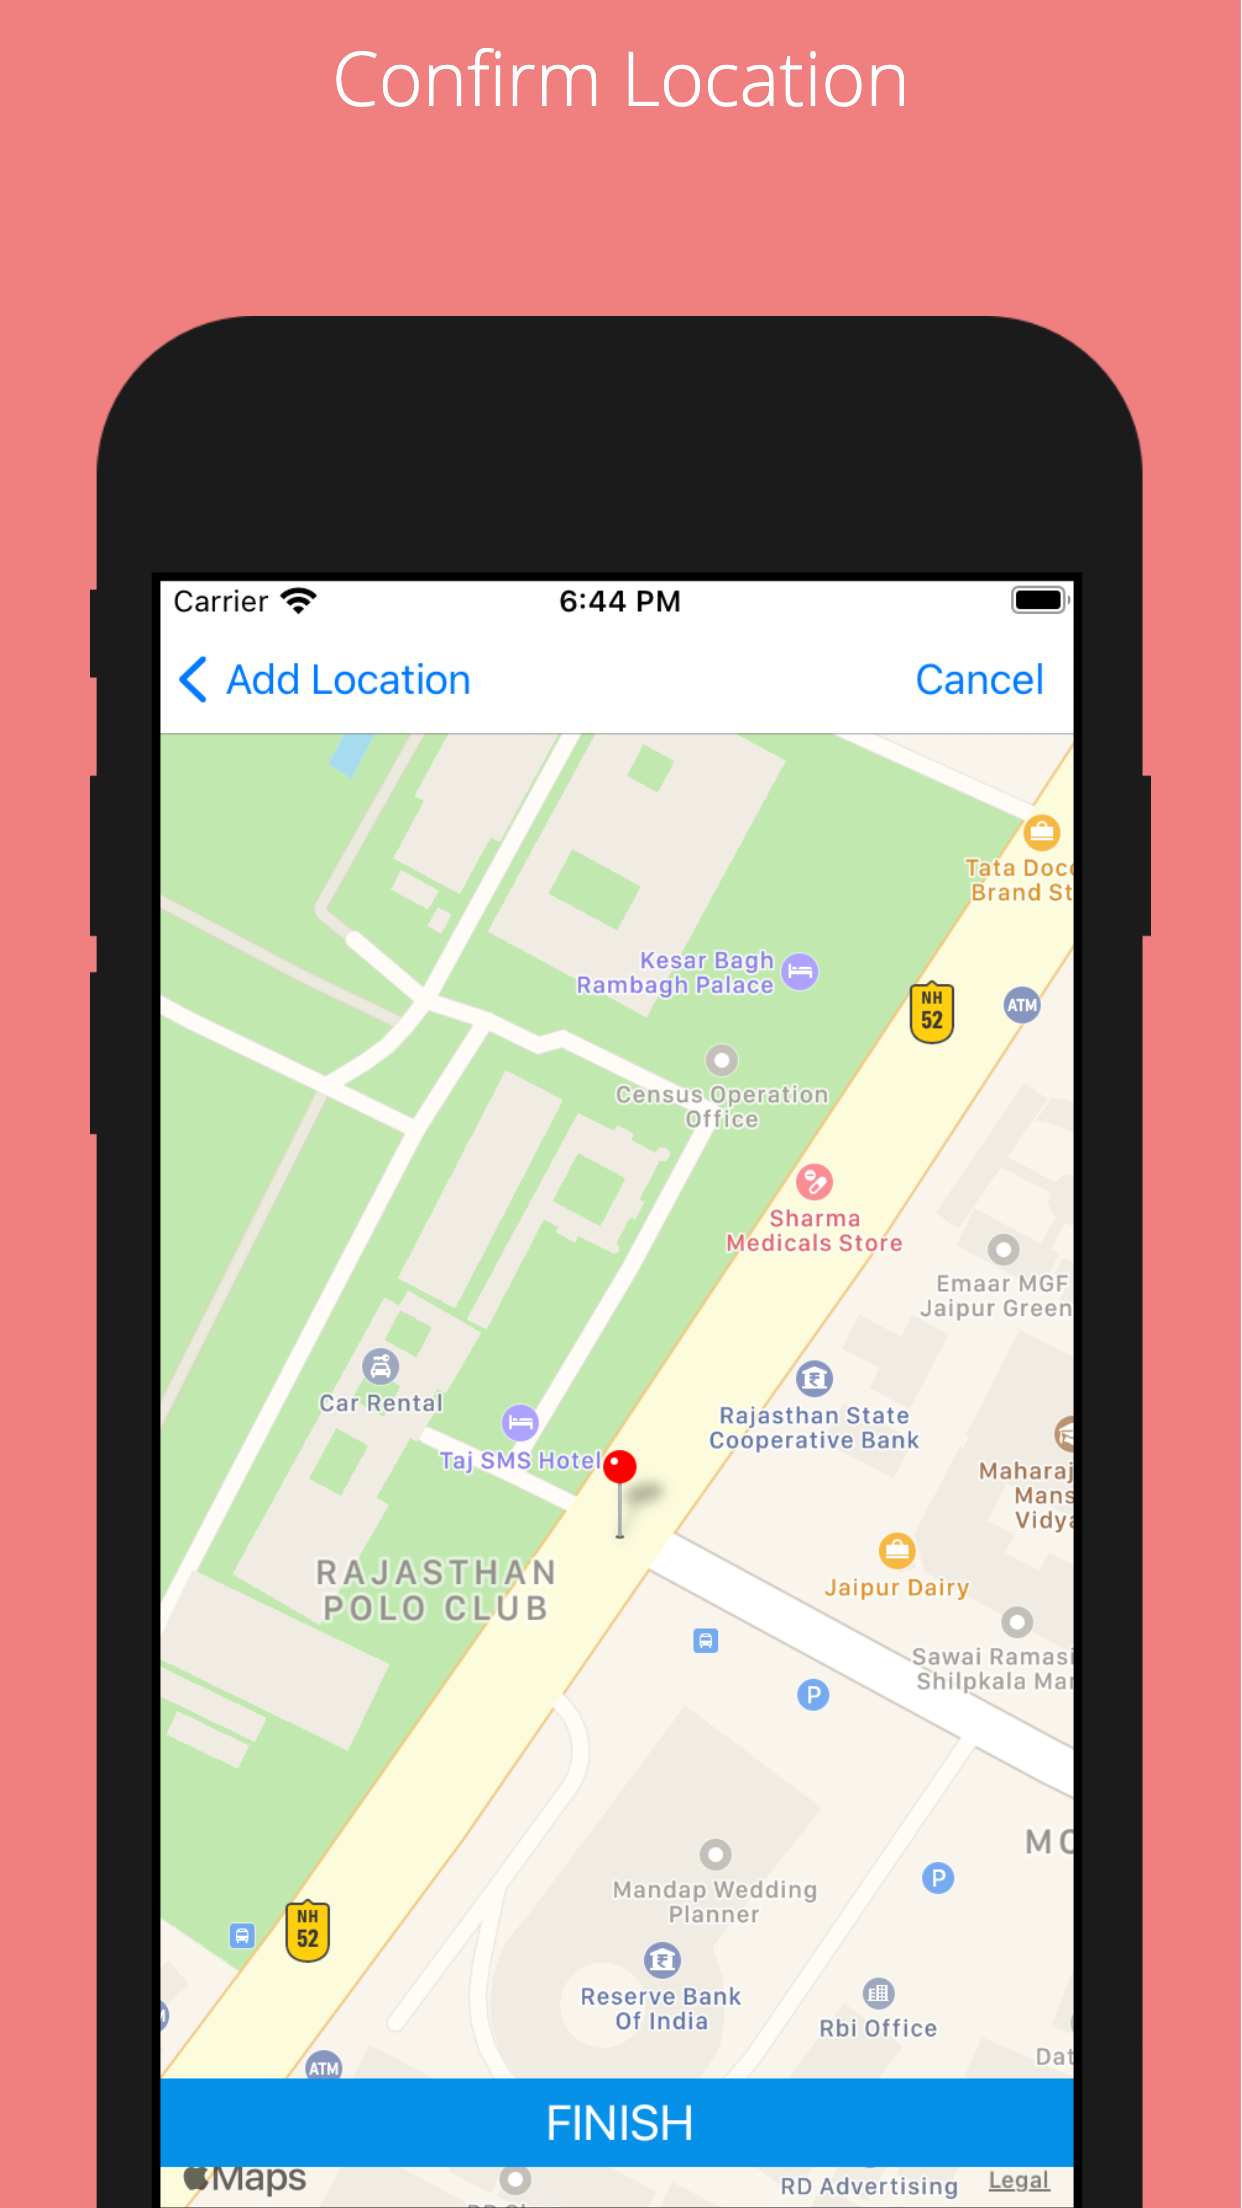 Confirm Location
Carrier
6:44 PM
Add Location
Cancel
Tata Doco
Brand St
Kesar Bagh
Rambagh Palace
NH
52
ATM
Census Operation
Office
Sharma
Medicals Store
Emaar MGF
Jaipur Green
Car Rental
Rajasthan State
Cooperative Bank
Taj SMS Hotel
Maharaj
Mans
Vidya
RAJASTHAN
POLO CLUB
Jaipur Dairy
Sawai Ramasi
Shilpkala Man
P
MO
Mandap Wedding
Planner
P
NH
52
Reserve Bank
Of India
Rbi Office
Dat
ATM
FINISH
Maps
RD Advertising
Legal